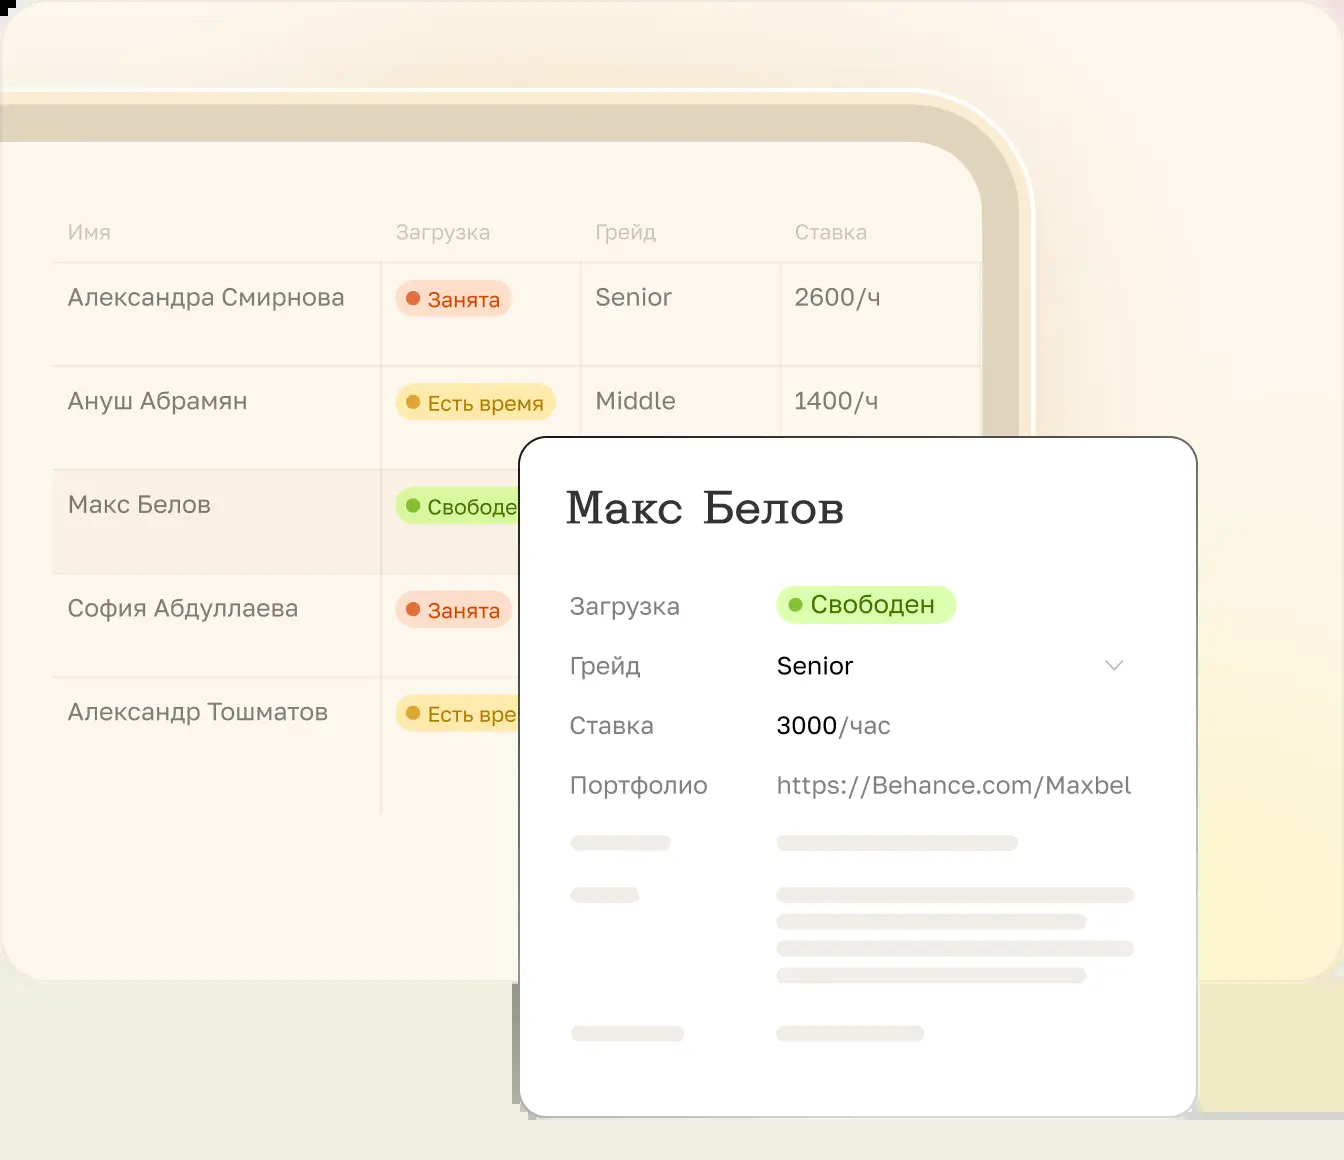 Имя Загрузка Грейд Ставка
Александра Смирнова Занята Senior 2600/ч
Ануш Абрамян Есть время Middle 1400/ч
Макс Белов Свободе
София Абдуллаева Занята
Александр Тошматов Есть вре
Макс Белов
Загрузка Свободен
Грейд Senior
Ставка 3000/час
Портфолио https://Behance.com/Maxbel